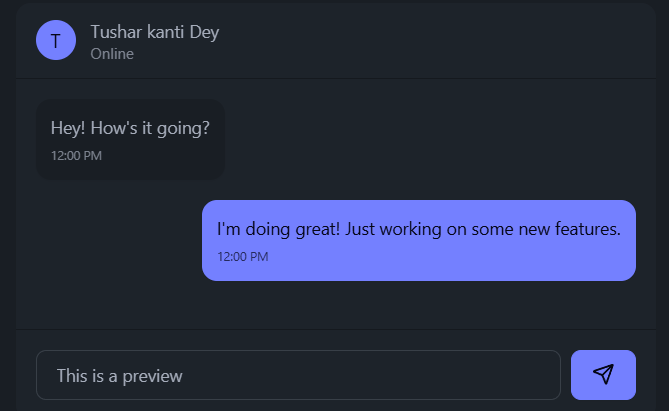 T
Tushar kanti Dey
Online
Hey! How's it going?
12:00 PM
I'm doing great! Just working on some new features.
12:00 PM
This is a preview